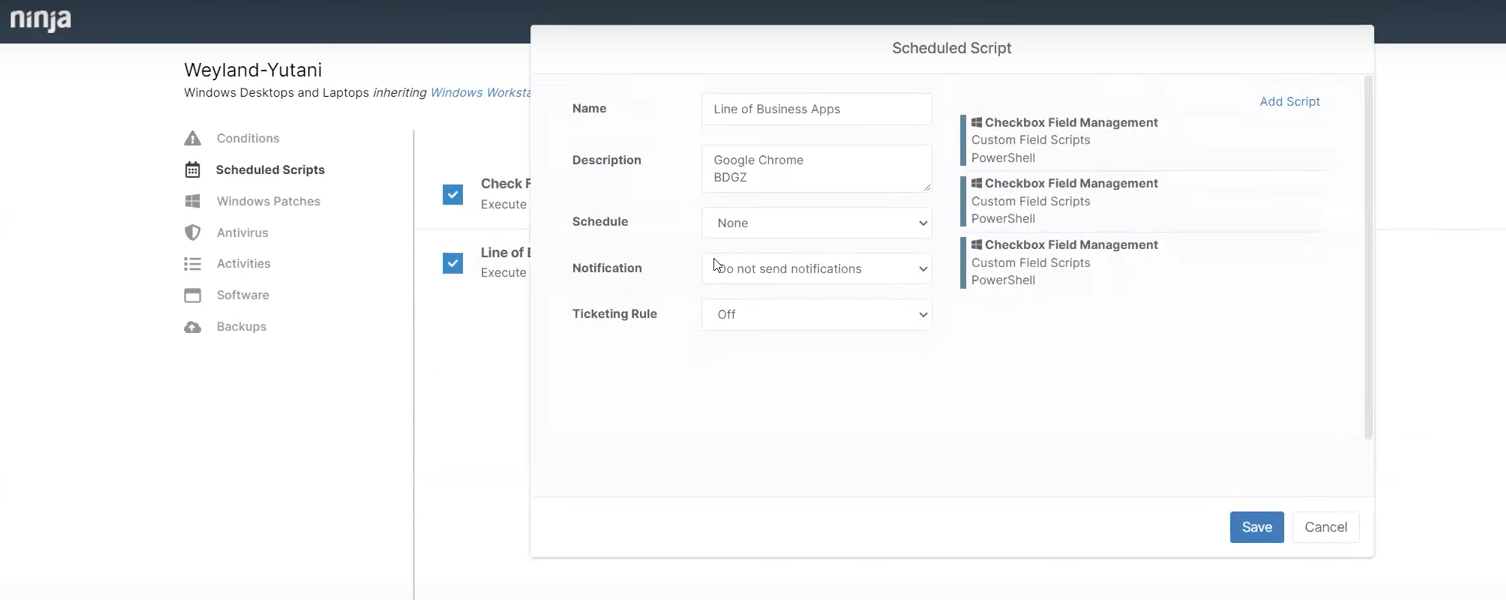 ninja
Scheduled Script
Weyland-Yutani
Windows Desktops and Laptops inheriting Windows
Conditions
Scheduled Scripts
Windows Patches
Antivirus
Activities
Software
Backups
Check
Execute
Line of
Execute
Name
Line of Business Apps
Description
Google Chrome
BDGZ
Schedule
None
Notification
Do not send notifications
Ticketing Rule
Off
Add Script
Checkbox Field Management
Custom Field Scripts
PowerShell
Checkbox Field Management
Custom Field Scripts
PowerShell
Checkbox Field Management
Custom Field Scripts
PowerShell
Save
Cancel